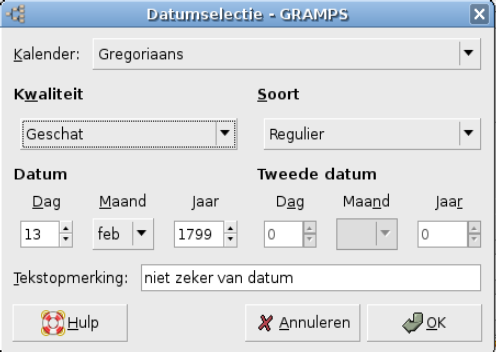 Datumselectie - GRAMPS
Kalender: Gregoriaans
Kwaliteit Soort
Geschat Regulier
Datum Tweede datum
Dag Maand Jaar Dag Maand Jaar
13 feb 1799 0 0
Tekstopmerking: niet zeker van datum
Hulp Annuleren OK